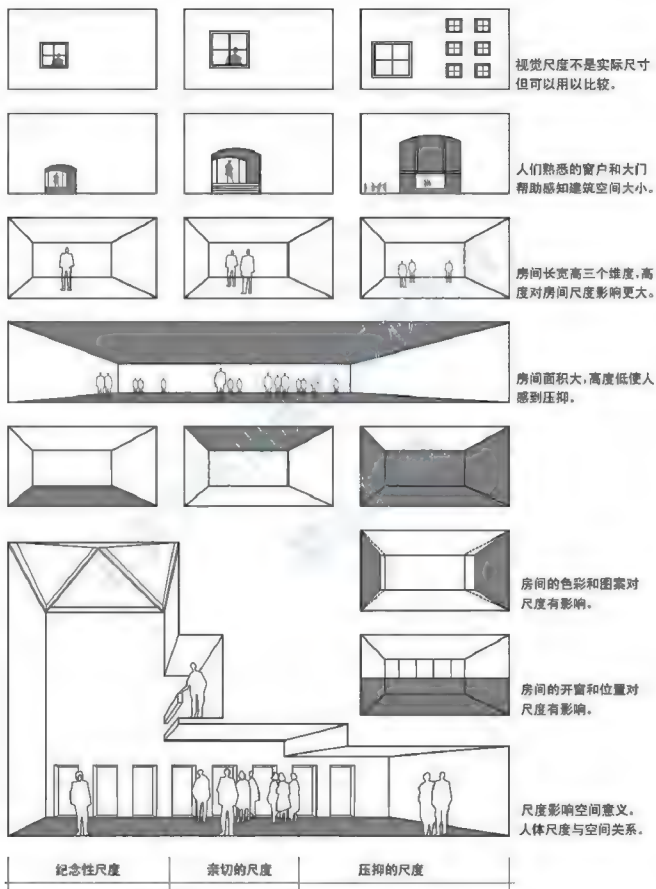 视觉尺度不是实际尺寸
但可以用以比较。
人们熟悉的窗户和大门
帮助感知建筑空间大小。
房间长宽高三个维度,高
度对房间尺度影响更大。
房间面积大,高度低使人
感到压抑。
房间的色彩和图案对
尺度有影响。
房间的开窗和位置对
尺度有影响。
尺度影响空间意义。
人体尺度与空间关系。
纪念性尺度
亲切的尺度
压抑的尺度